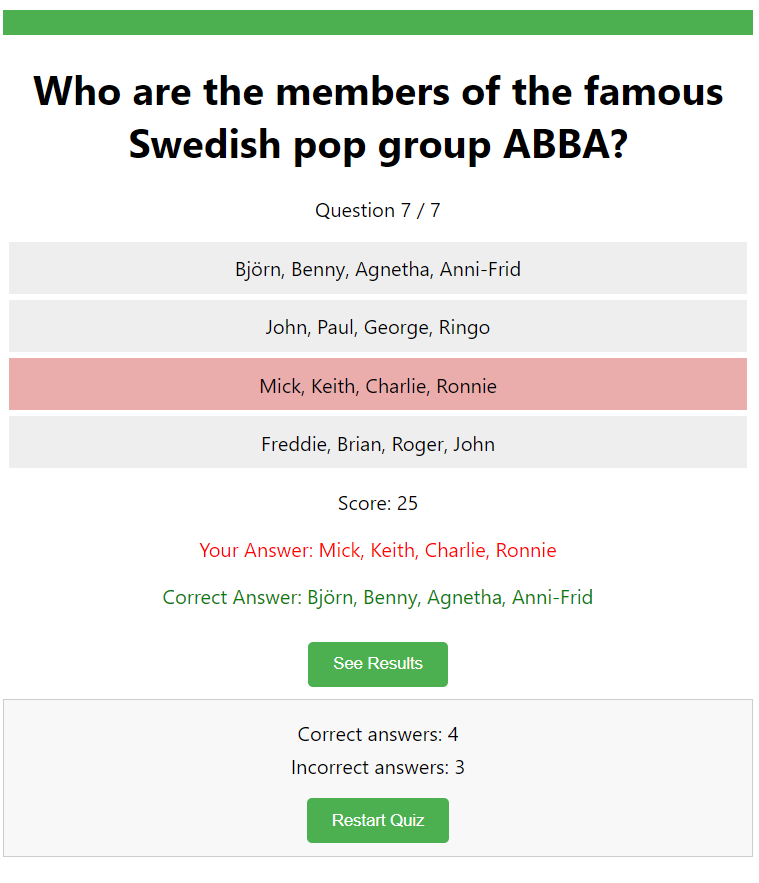 Who are the members of the famous
Swedish pop group ABBA?
Question 7 / 7
Björn, Benny, Agnetha, Anni-Frid
John, Paul, George, Ringo
Mick, Keith, Charlie, Ronnie
Freddie, Brian, Roger, John
Score: 25
Your Answer: Mick, Keith, Charlie, Ronnie
Correct Answer: Björn, Benny, Agnetha, Anni-Frid
See Results
Correct answers: 4
Incorrect answers: 3
Restart Quiz